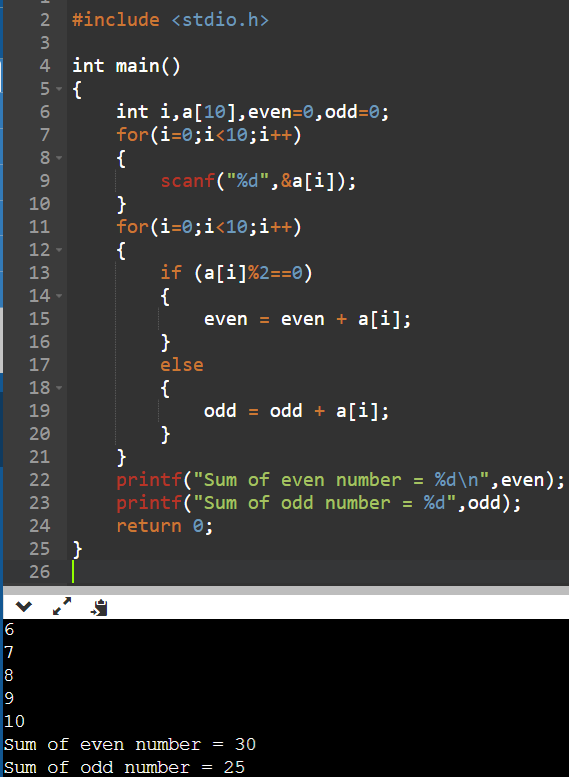 2 #include <stdio.h>
3
4 int main()
5 {
6     int i,a[10],even=0,odd=0;
7     for(i=0;i<10;i++)
8     {
9         scanf("%d",&a[i]);
10     }
11     for(i=0;i<10;i++)
12     {
13         if (a[i]%2==0)
14         {
15             even = even + a[i];
16         }
17         else
18         {
19             odd = odd + a[i];
20         }
21     }
22     printf("Sum of even number = %d\n",even);
23     printf("Sum of odd number = %d",odd);
24     return 0;
25 }
26
6
7
8
9
10
Sum of even number = 30
Sum of odd number = 25